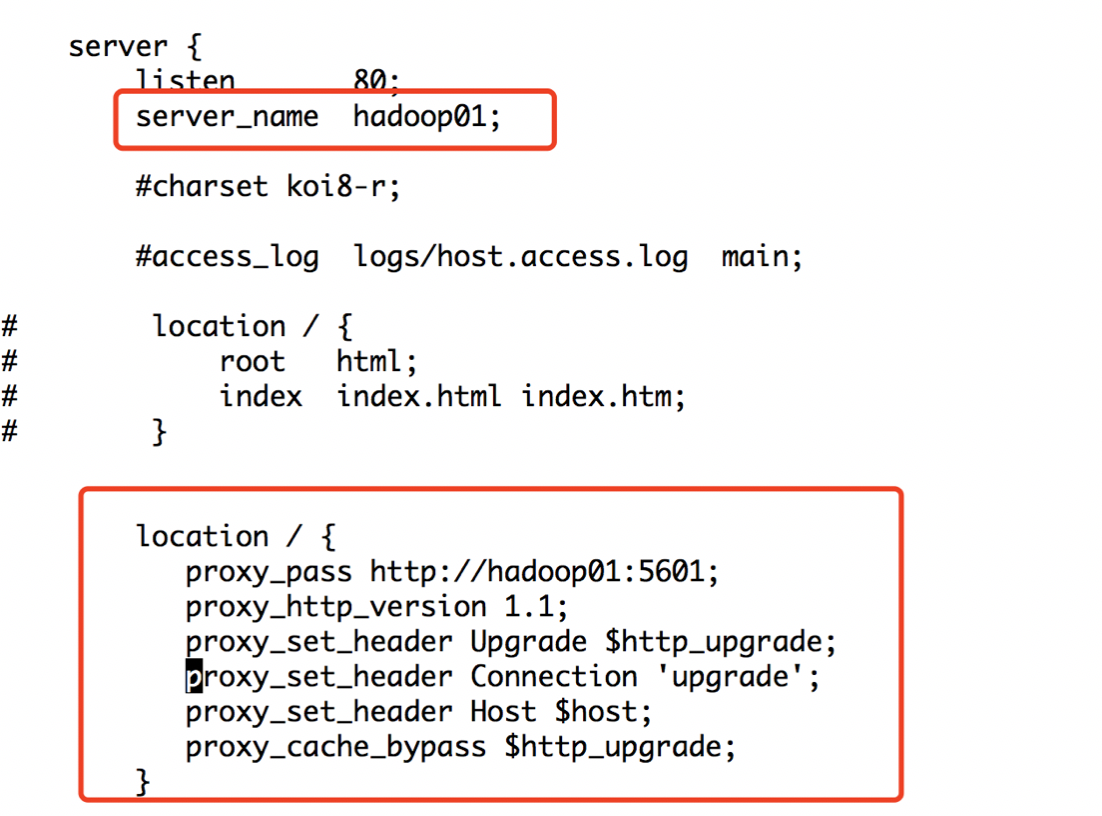 server {
listen 80;
server_name hadoop01;
#charset koi8-r;
#access_log logs/host.access.log main;
# location / {
# root html;
# index index.html index.htm;
# }
location / {
proxy_pass http://hadoop01:5601;
proxy_http_version 1.1;
proxy_set_header Upgrade $http_upgrade;
proxy_set_header Connection 'upgrade';
proxy_set_header Host $host;
proxy_cache_bypass $http_upgrade;
}